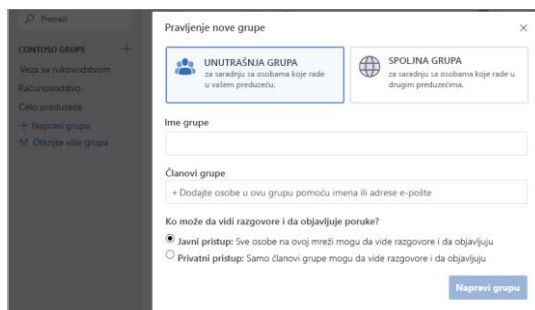 Pretraži
CONTOSO GRUPE +
Veza sa rukovodstvom
Računovodstvo
Celo preduzeće
+ Napravi grupu
Otkrijte više grupa
Pravljenje nove grupe
UNUTRAŠNJA GRUPA
za saradnju sa osobama koje rade
u vašem preduzeću.
SPOLJNA GRUPA
za saradnju sa osobama koje rade u
drugim preduzećima.
Ime grupe
Članovi grupe
+ Dodajte osobe u ovu grupu pomoću imena ili adrese e-pošte
Ko može da vidi razgovore i da objavljuje poruke?
Javni pristup: Sve osobe na ovoj mreži mogu da vide razgovore i da objavljuju
Privatni pristup: Samo članovi grupe mogu da vide razgovore i da objavljuju
Napravi grupu